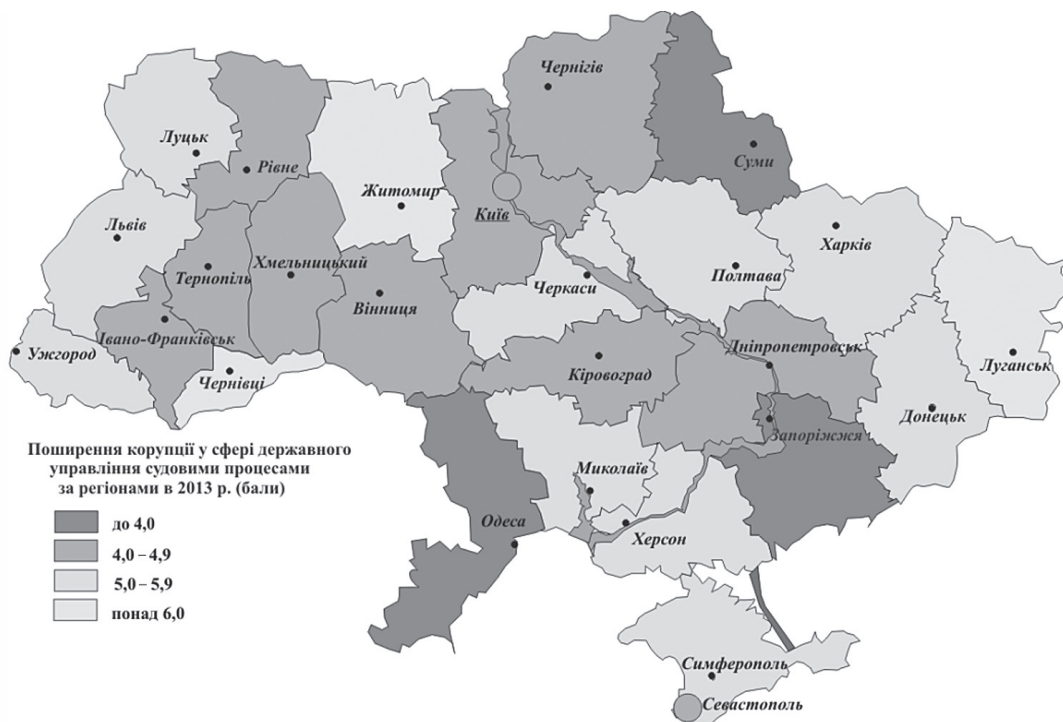 Чернігів
Суми
Луцьк
Рівне
Житомир
Київ
Львів
Харків
Тернопіль
Хмельницький
Полтава
Вінниця
Черкаси
Івано-Франківськ
Дніпропетровськ
Ужгород
Чернівці
Кіровоград
Луганськ
Донецьк
Запоріжжя
Поширення корупції у сфері державного
управління судовими процесами
за регіонами в 2013 р. (бали)
до 4,0
4,0 – 4,9
5,0 – 5,9
понад 6,0
Миколаїв
Одеса
Херсон
Симферополь
Севастополь